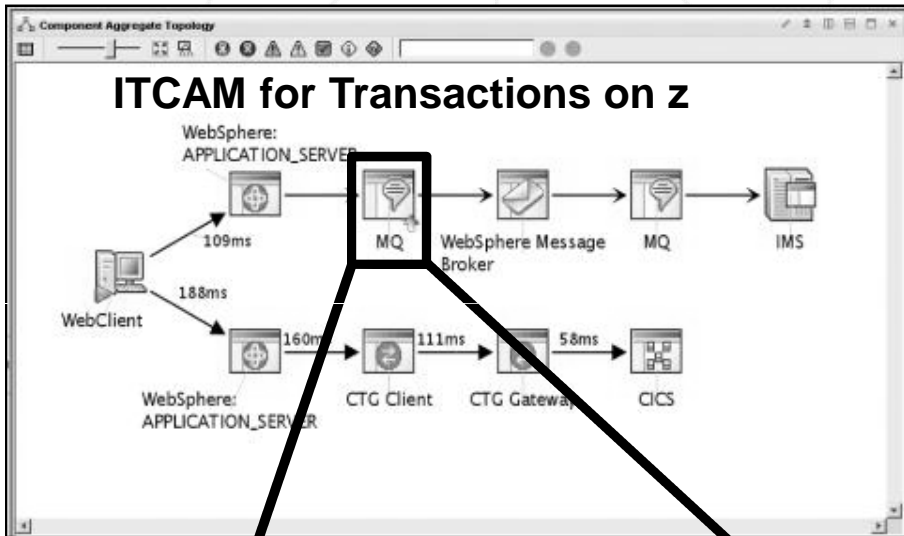 Component Aggregate Topology
ITCAM for Transactions on z
WebSphere:
APPLICATION_SERVER
109ms
MQ
WebSphere Message
Broker
MQ
IMS
WebClient
188ms
160ms
111ms
58ms
WebSphere:
APPLICATION_SERVER
CTG Client
CTG Gateway
CICS